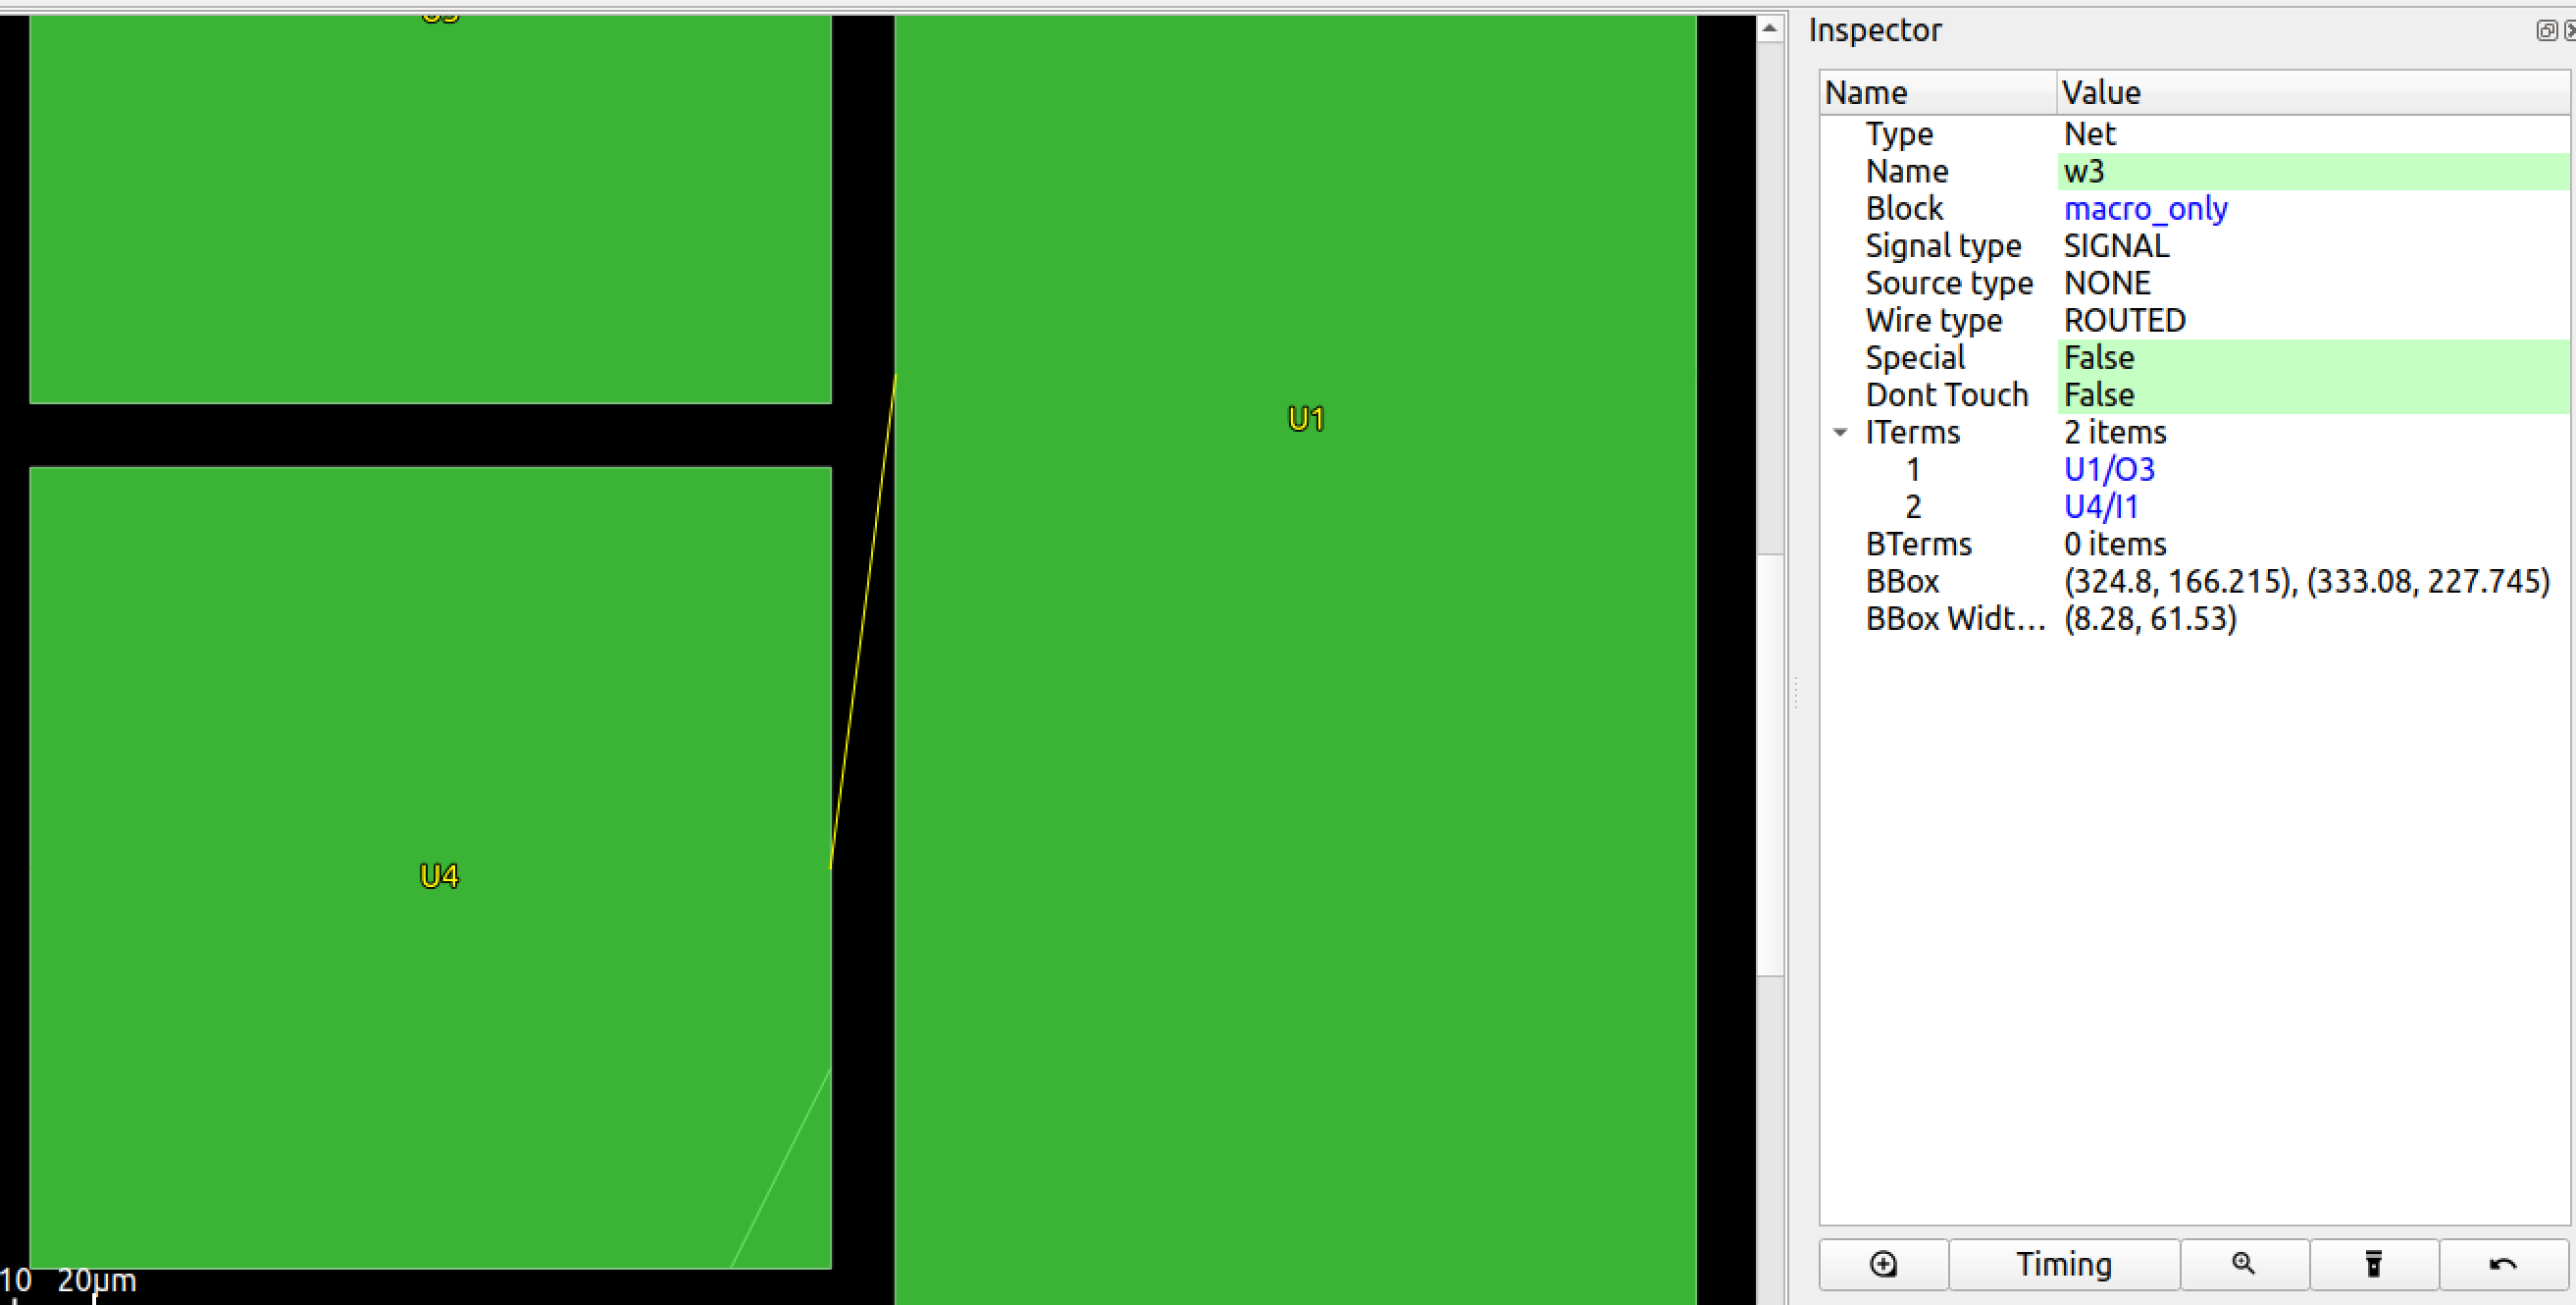 Inspector
Name Value
Type Net
Name w3
Block macro_only
Signal type SIGNAL
Source type NONE
Wire type ROUTED
Special False
Dont Touch False
ITerms 2 items
1 U1/O3
2 U4/I1
BTerms 0 items
BBox (324.8, 166.215), (333.08, 227.745)
BBox Widt... (8.28, 61.53)
Timing
U1
U4
10 20μm